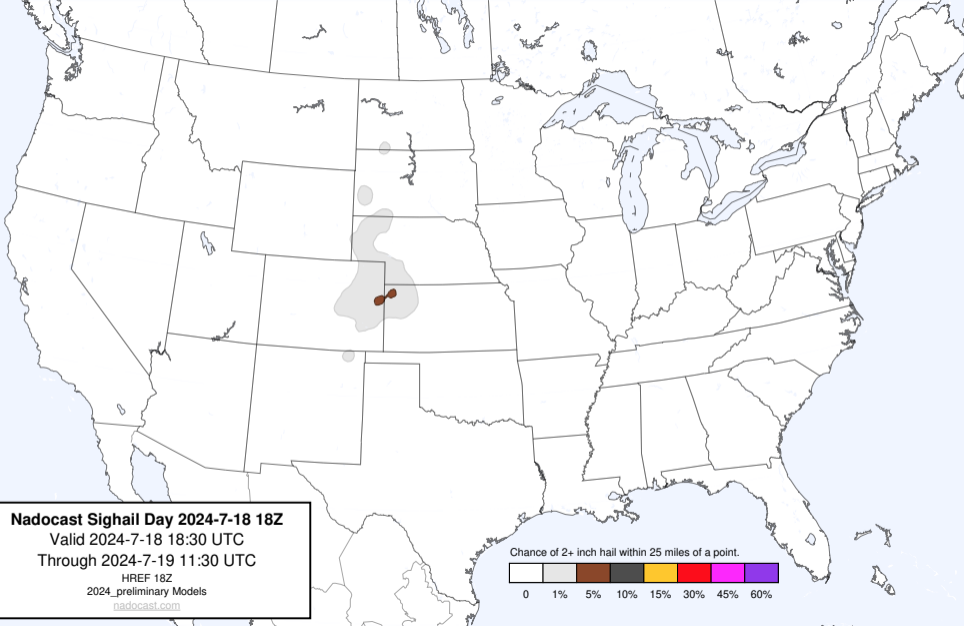 Nadocast Sighail Day 2024-7-18 18Z
Valid 2024-7-18 18:30 UTC
Through 2024-7-19 11:30 UTC
HREF 18Z
2024_preliminary Models
nadocast.com
Chance of 2+ inch hail within 25 miles of a point.
0 1% 5% 10% 15% 30% 45% 60%